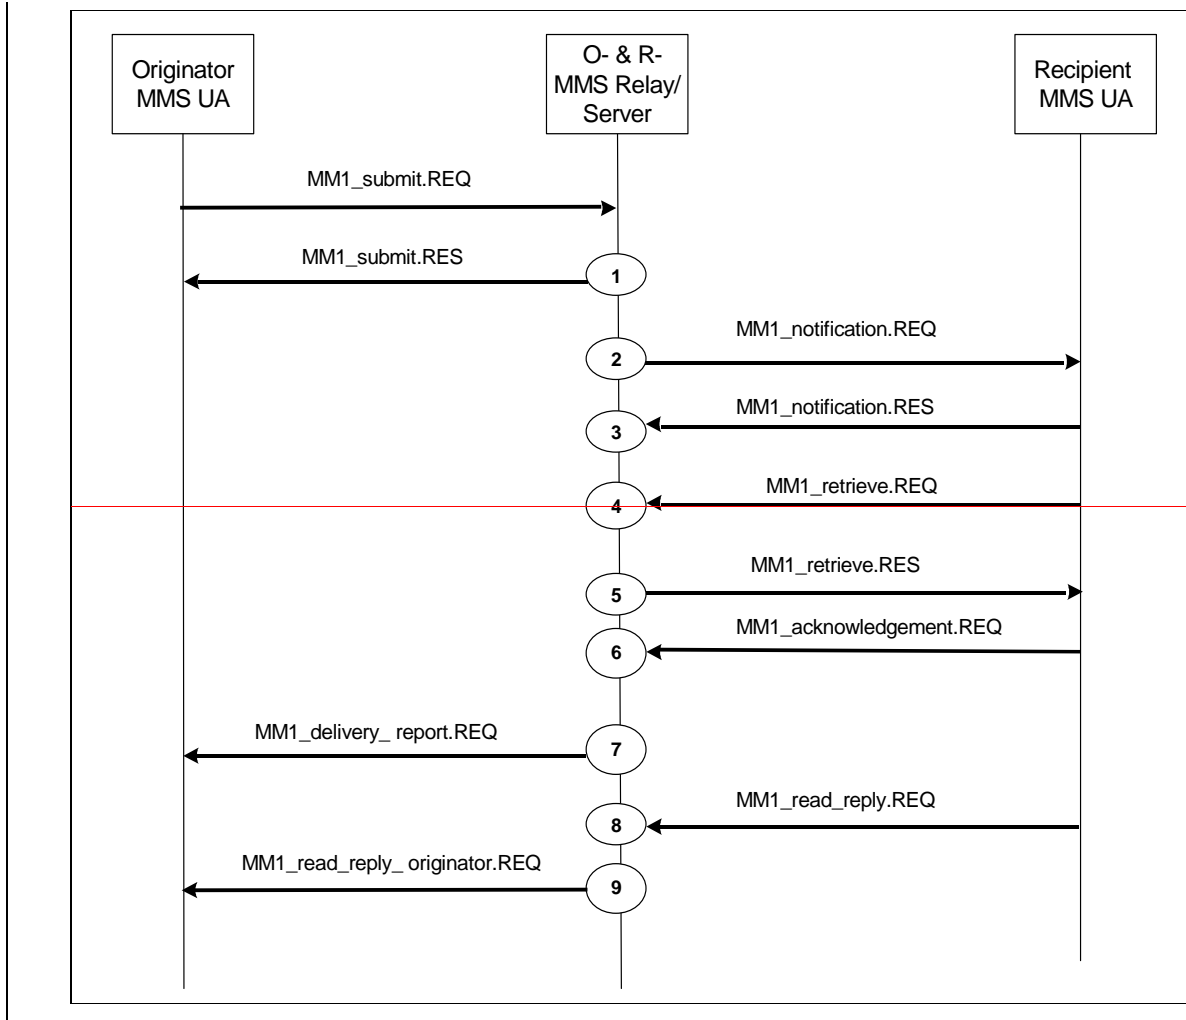 Originator
MMS UA
O- & R-
MMS Relay/
Server
Recipient
MMS UA
MM1_submit.REQ
MM1_submit.RES
1
MM1_notification.REQ
2
MM1_notification.RES
3
MM1_retrieve.REQ
4
MM1_retrieve.RES
5
MM1_acknowledgement.REQ
6
MM1_delivery_ report.REQ
7
MM1_read_reply.REQ
8
MM1_read_reply_ originator.REQ
9